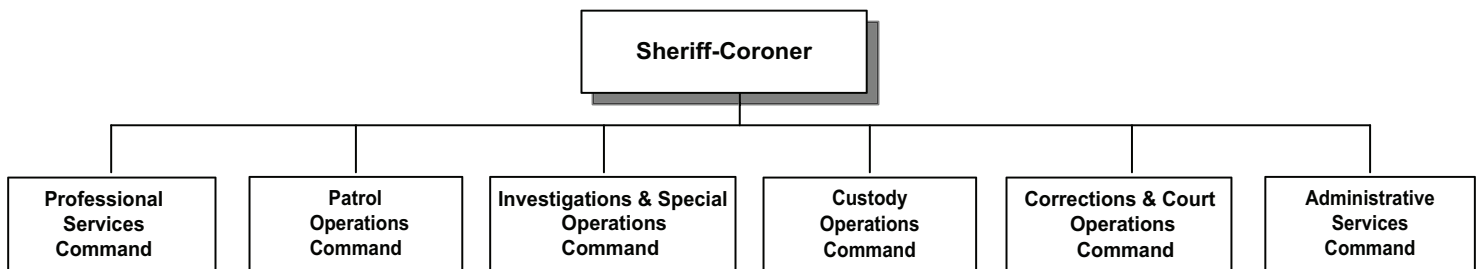 Sheriff-Coroner
Professional
Services
Command
Patrol
Operations
Command
Investigations & Special
Operations
Command
Custody
Operations
Command
Corrections & Court
Operations
Command
Administrative
Services
Command